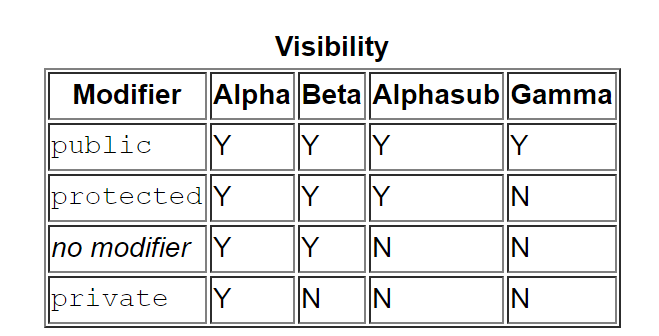 Visibility
Modifier Alpha Beta Alphasub Gamma
public Y Y Y Y
protected Y Y Y N
no modifier Y Y N N
private Y N N N